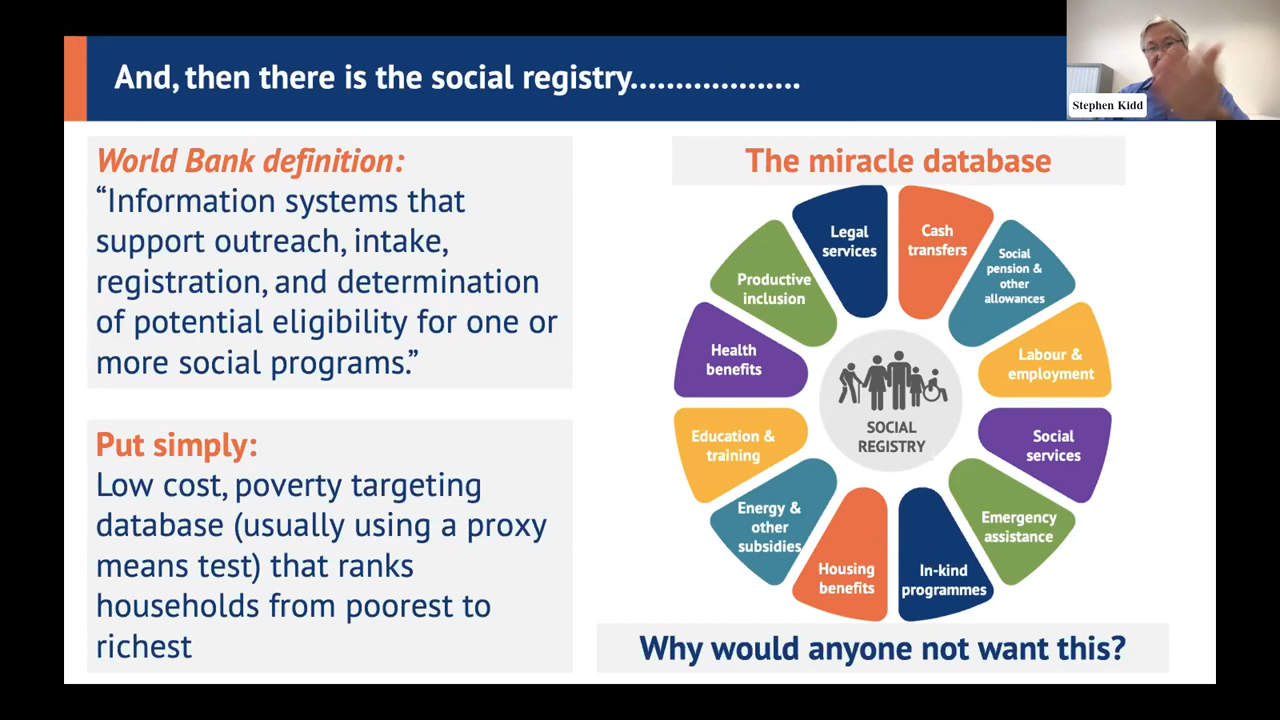 And, then there is the social registry...................
Stephen Kidd
World Bank definition:
“Information systems that
support outreach, intake,
registration, and determination
of potential eligibility for one or
more social programs.”
Put simply:
Low cost, poverty targeting
database (usually using a proxy
means test) that ranks
households from poorest to
richest
The miracle database
Legal
services
Cash
transfers
Social
pension &
other
allowances
Labour &
employment
Social
services
Emergency
assistance
In-kind
programmes
Housing
benefits
Energy &
other
subsidies
Education &
training
Health
benefits
Productive
inclusion
SOCIAL
REGISTRY
Why would anyone not want this?